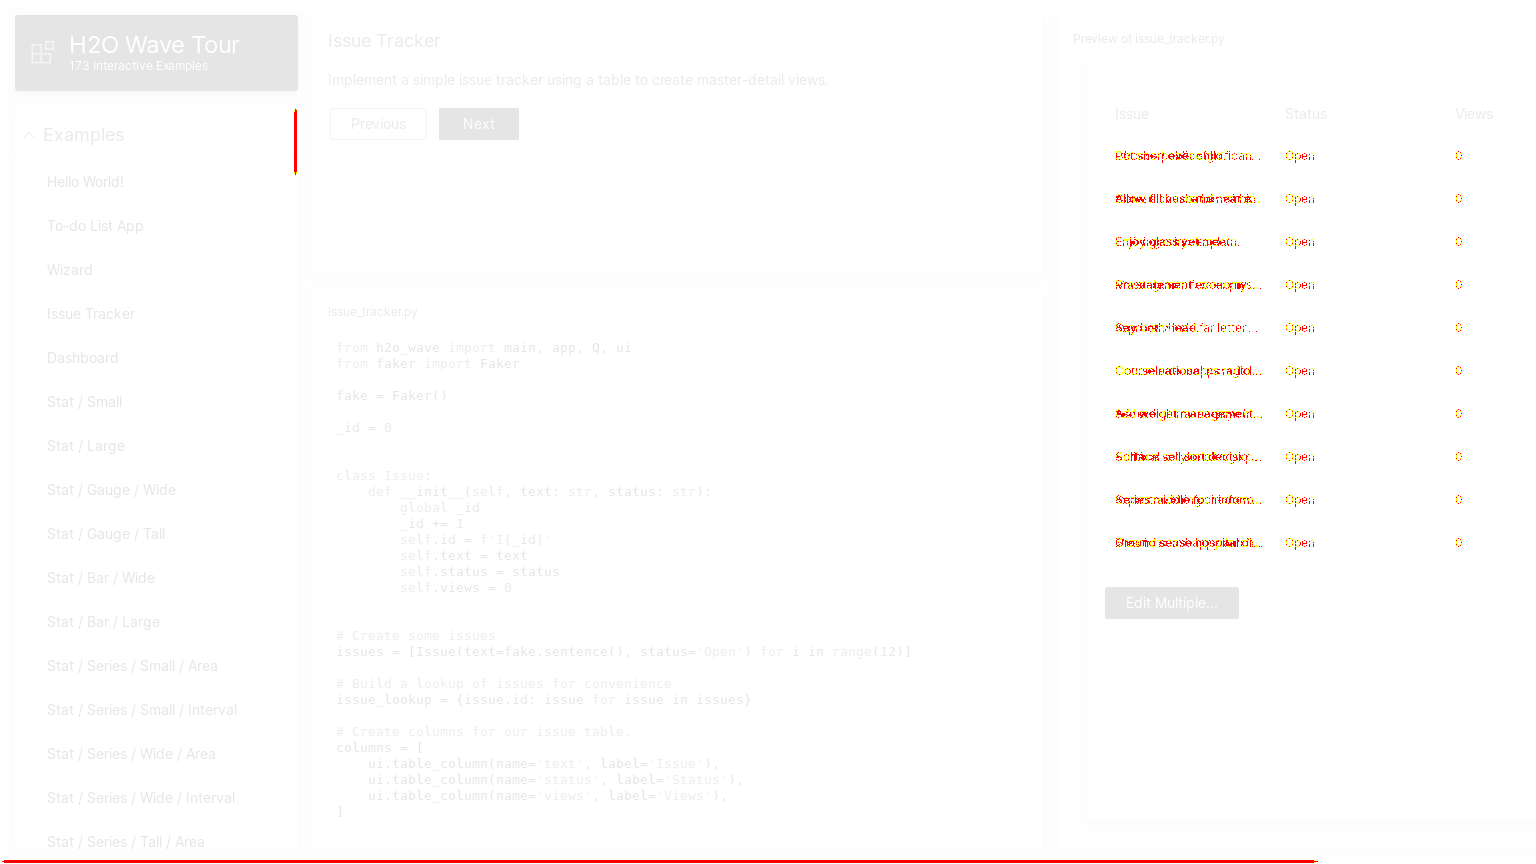 H2O Wave Tour
173 Interactive Examples
Examples
Hello World!
To-do List App
Wizard
Issue Tracker
Dashboard
Stat / Small
Stat / Large
Stat / Gauge / Wide
Stat / Gauge / Tall
Stat / Bar / Wide
Stat / Bar / Large
Stat / Series / Small / Area
Stat / Series / Small / Interval
Stat / Series / Wide / Area
Stat / Series / Wide / Interval
Stat / Series / Tall / Area
Issue Tracker
Implement a simple issue tracker using a table to create master-detail views.
Previous Next
issue_tracker.py
from h2o_wave import main, app, Q, ui
from faker import Faker
fake = Faker()
_id = 0
class Issue:
    def __init__(self, text: str, status: str):
        global _id
        _id += 1
        self.id = f'I{_id}'
        self.text = text
        self.status = status
        self.views = 0
# Create some issues
issues = [Issue(text=fake.sentence(), status='Open') for i in range(12)]
# Build a lookup of issues for convenience
issue_lookup = {issue.id: issue for issue in issues}
# Create columns for our issue table.
columns = [
    ui.table_column(name='text', label='Issue'),
    ui.table_column(name='status', label='Status'),
    ui.table_column(name='views', label='Views'),
]
Preview of issue_tracker.py
Issue Status Views
Open 0
Open 0
Open 0
Open 0
Open 0
Open 0
Open 0
Open 0
Open 0
Open 0
Edit Multiple...